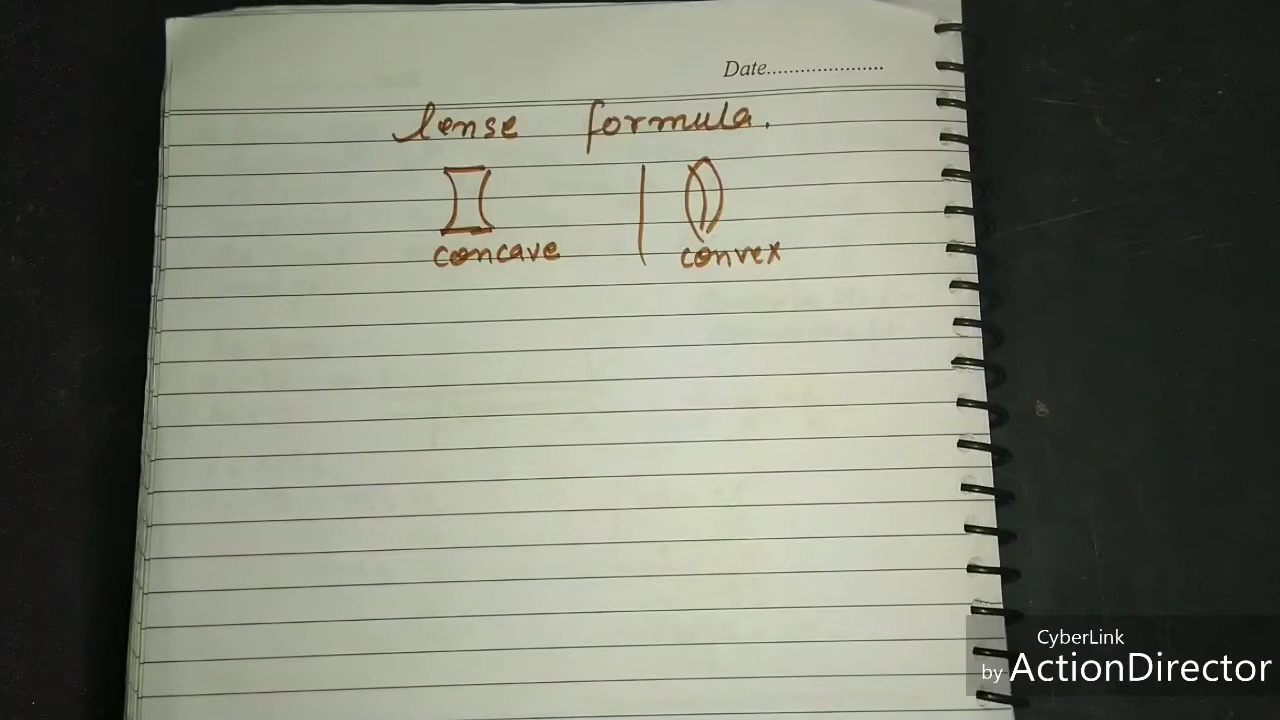 Date....................
lense formula.
concave convex
CyberLink
by ActionDirector